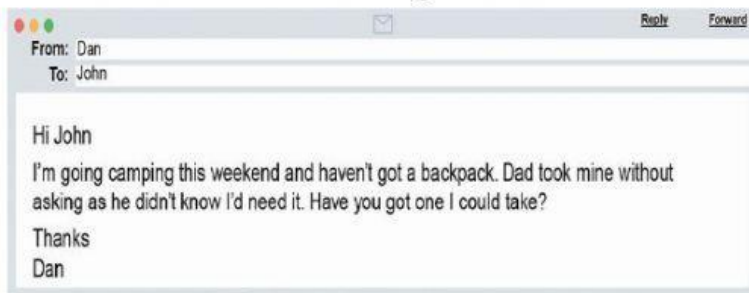 Reply Forward
From: Dan
To: John
Hi John
I'm going camping this weekend and haven't got a backpack. Dad took mine without
asking as he didn't know I'd need it. Have you got one I could take?
Thanks
Dan